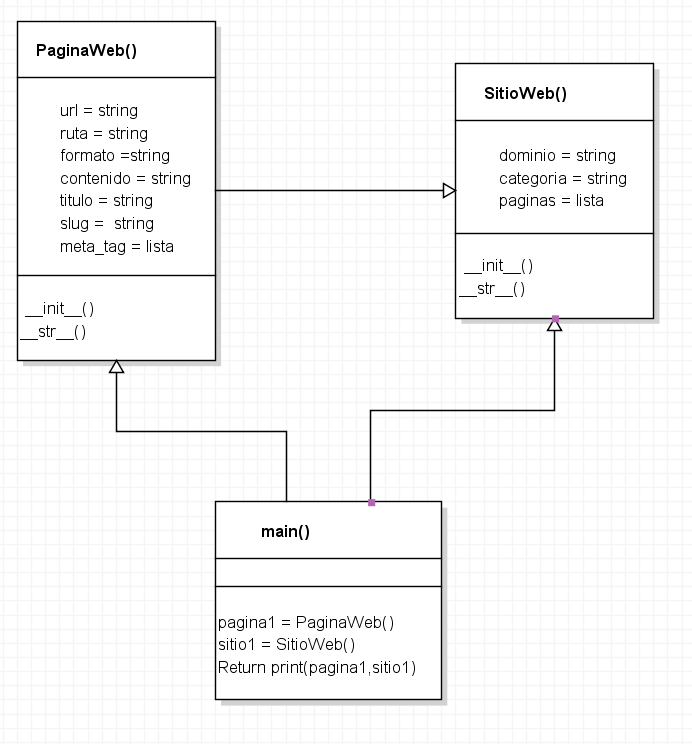 PaginaWeb()
url = string
ruta = string
formato =string
contenido = string
titulo = string
slug =  string
meta_tag = lista
__init__()
__str__()
SitioWeb()
dominio = string
categoria = string
paginas = lista
__init__()
__str__()
main()
pagina1 = PaginaWeb()
sitio1 = SitioWeb()
Return print(pagina1,sitio1)